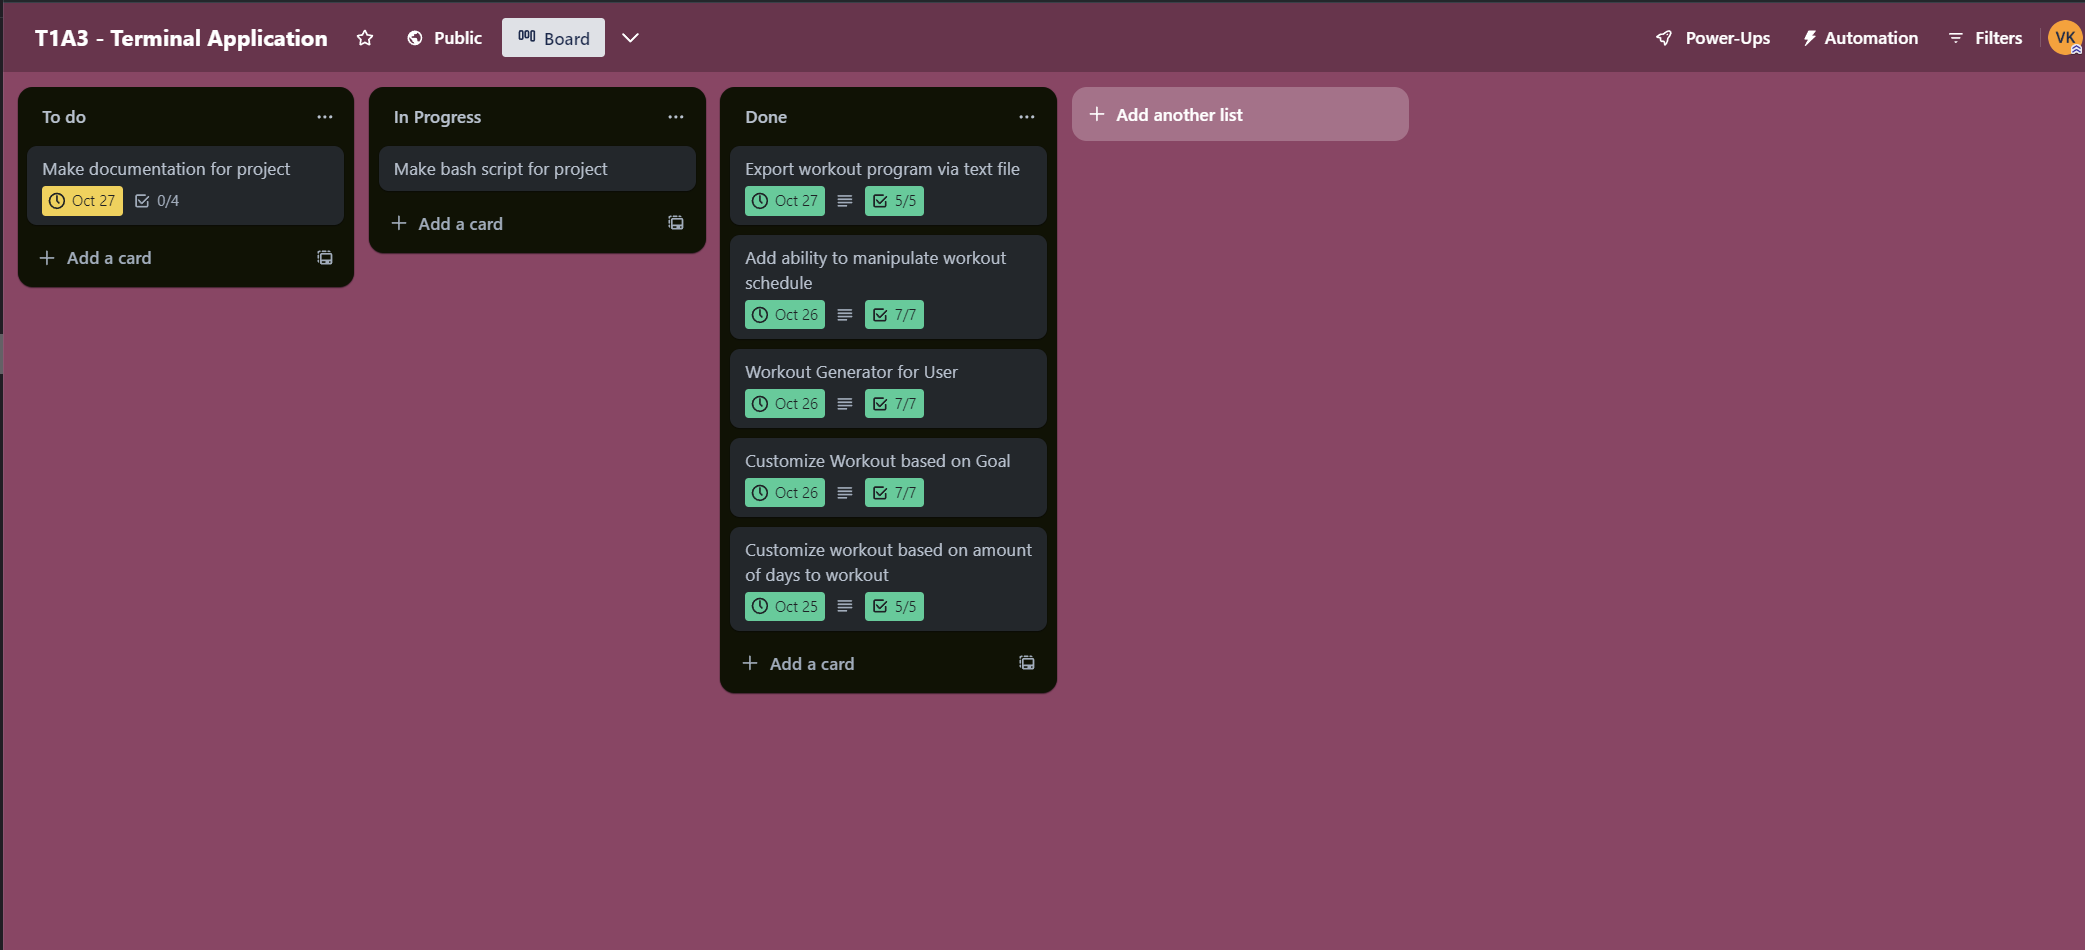 T1A3 - Terminal Application
Public
Board
Power-Ups
Automation
Filters
VK
To do
Make documentation for project
Oct 27
0/4
Add a card
In Progress
Make bash script for project
Add a card
Done
Export workout program via text file
Oct 27
5/5
Add ability to manipulate workout
schedule
Oct 26
7/7
Workout Generator for User
Oct 26
7/7
Customize Workout based on Goal
Oct 26
7/7
Customize workout based on amount
of days to workout
Oct 25
5/5
Add a card
Add another list